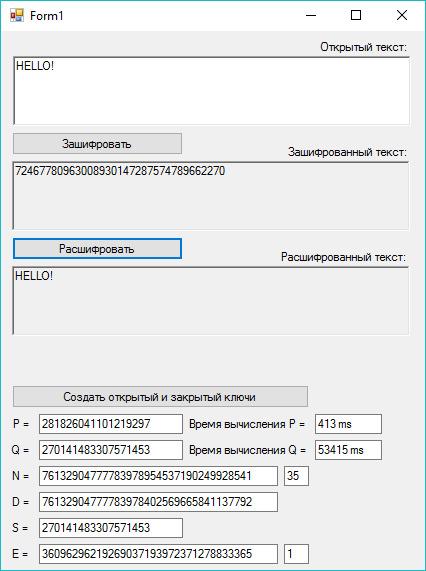 Form1
Открытый текст:
HELLO!
Зашифровать
Зашифрованный текст:
7246778096300893014728757478966227​0
Расшифровать
Расшифрованный текст:
HELLO!
Создать открытый и закрытый ключи
P = 281826041101219297 Время вычисления P = 413 ms
Q = 270141483307571453 Время вычисления Q = 53415 ms
N = 76132904777783978954537190249928541 35
D = 76132904777783978402569665841137792
S = 270141483307571453
E = 36096296219269037193972371278833365 1